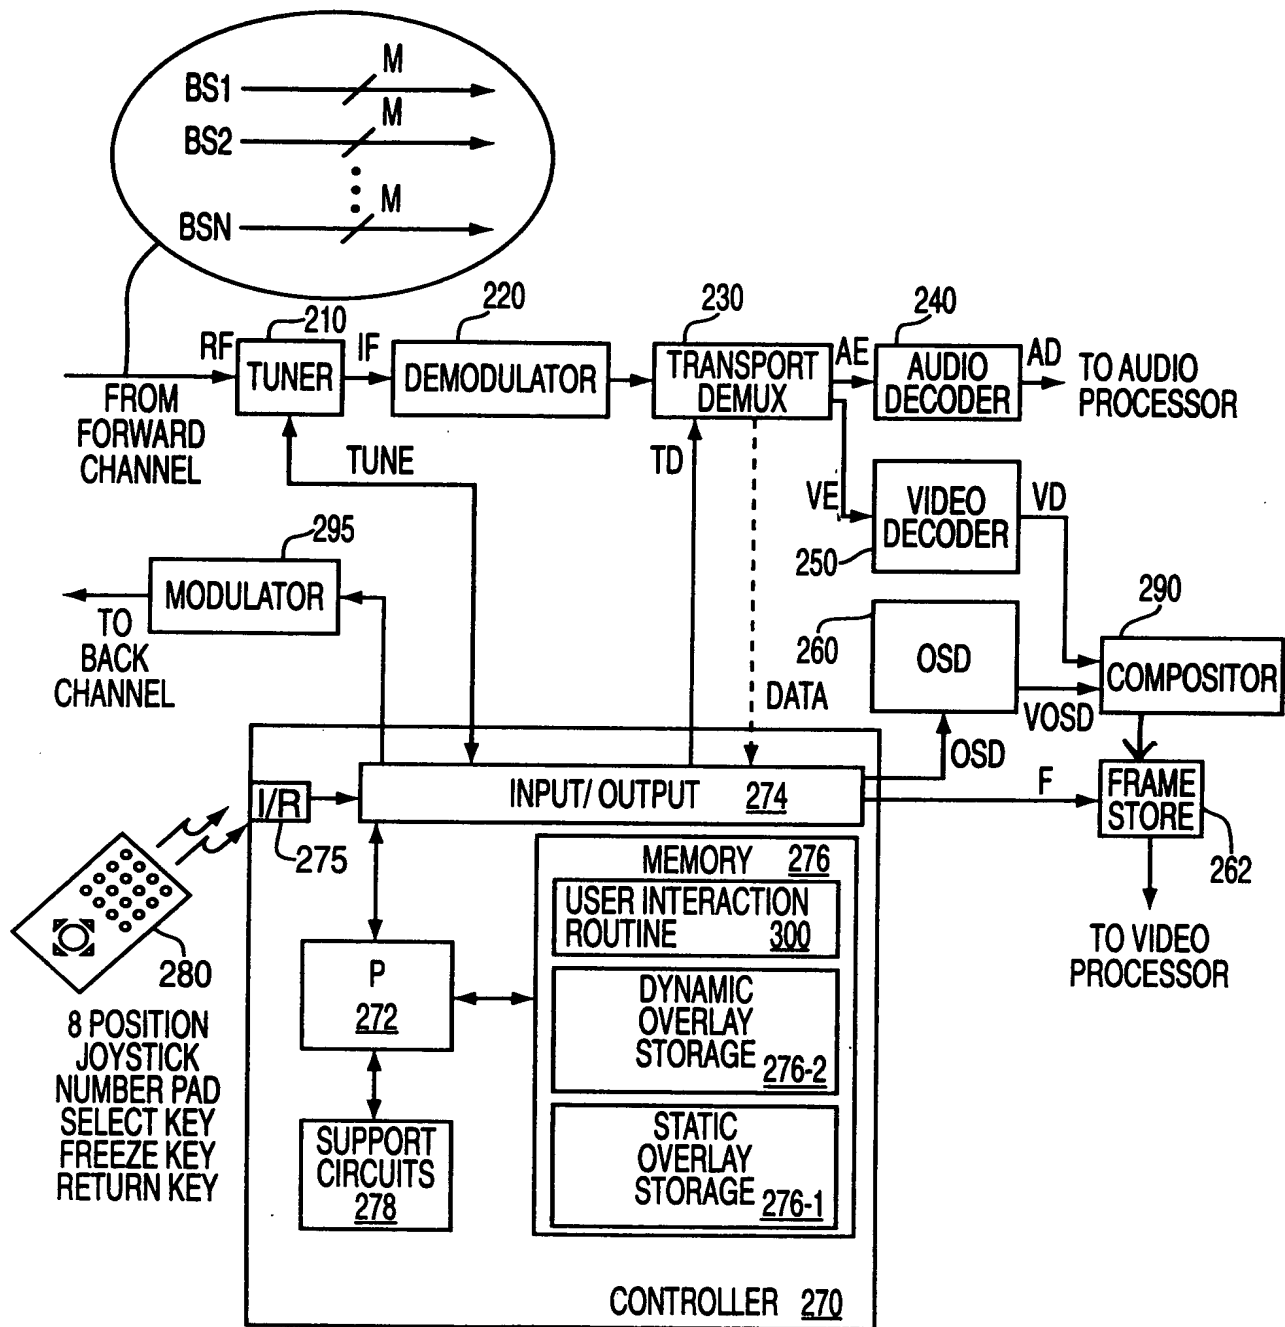 M
BS1
M
BS2
M
BSN
210
220
230
240
RF
TUNER
IF
DEMODULATOR
TRANSPORT
DEMUX
AE
AUDIO
DECODER
AD
TO AUDIO
PROCESSOR
FROM
FORWARD
CHANNEL
TUNE
TD
VE
VIDEO
DECODER
VD
250
295
MODULATOR
TO
BACK
CHANNEL
DATA
260
OSD
290
COMPOSITOR
VOSD
OSD
I/R
275
INPUT/ OUTPUT 274
F
FRAME
STORE
262
TO VIDEO
PROCESSOR
280
8 POSITION
JOYSTICK
NUMBER PAD
SELECT KEY
FREEZE KEY
RETURN KEY
P
272
SUPPORT
CIRCUITS
278
MEMORY 276
USER INTERACTION
ROUTINE 300
DYNAMIC
OVERLAY
STORAGE
276-2
STATIC
OVERLAY
STORAGE
276-1
CONTROLLER 270